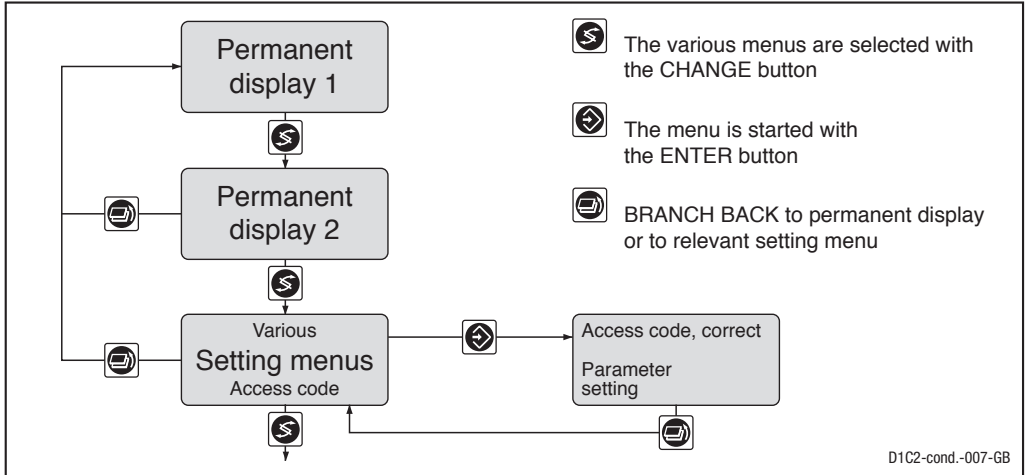 Permanent
display 1
Permanent
display 2
Various
Setting menus
Access code
Access code, correct
Parameter
setting
The various menus are selected with
the CHANGE button
The menu is started with
the ENTER button
BRANCH BACK to permanent display
or to relevant setting menu
D1C2-cond.-007-GB